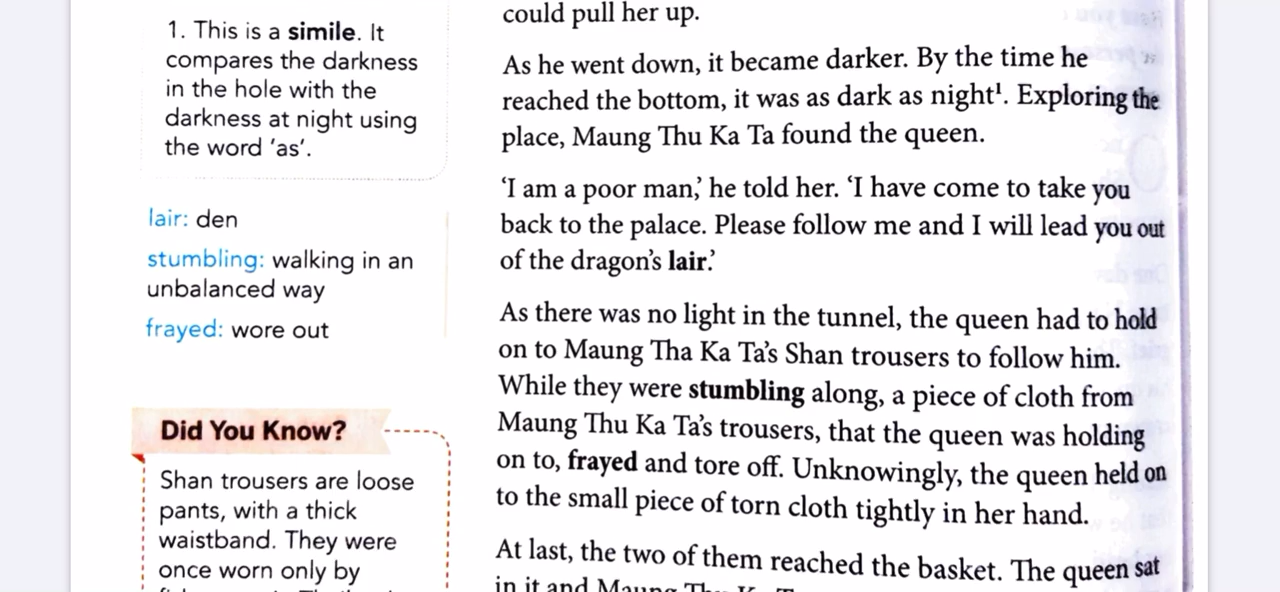 1. This is a simile. It
compares the darkness
in the hole with the
darkness at night using
the word 'as'.
lair: den
stumbling: walking in an
unbalanced way
frayed: wore out
Did You Know?
Shan trousers are loose
pants, with a thick
waistband. They were
once worn only by
could pull her up.
As he went down, it became darker. By the time he
reached the bottom, it was as dark as night¹. Exploring the
place, Maung Thu Ka Ta found the queen.
‘I am a poor man,’ he told her. ‘I have come to take you
back to the palace. Please follow me and I will lead you out
of the dragon’s lair.’
As there was no light in the tunnel, the queen had to hold
on to Maung Tha Ka Ta’s Shan trousers to follow him.
While they were stumbling along, a piece of cloth from
Maung Thu Ka Ta’s trousers, that the queen was holding
on to, frayed and tore off. Unknowingly, the queen held on
to the small piece of torn cloth tightly in her hand.
At last, the two of them reached the basket. The queen sat
in it and Maung